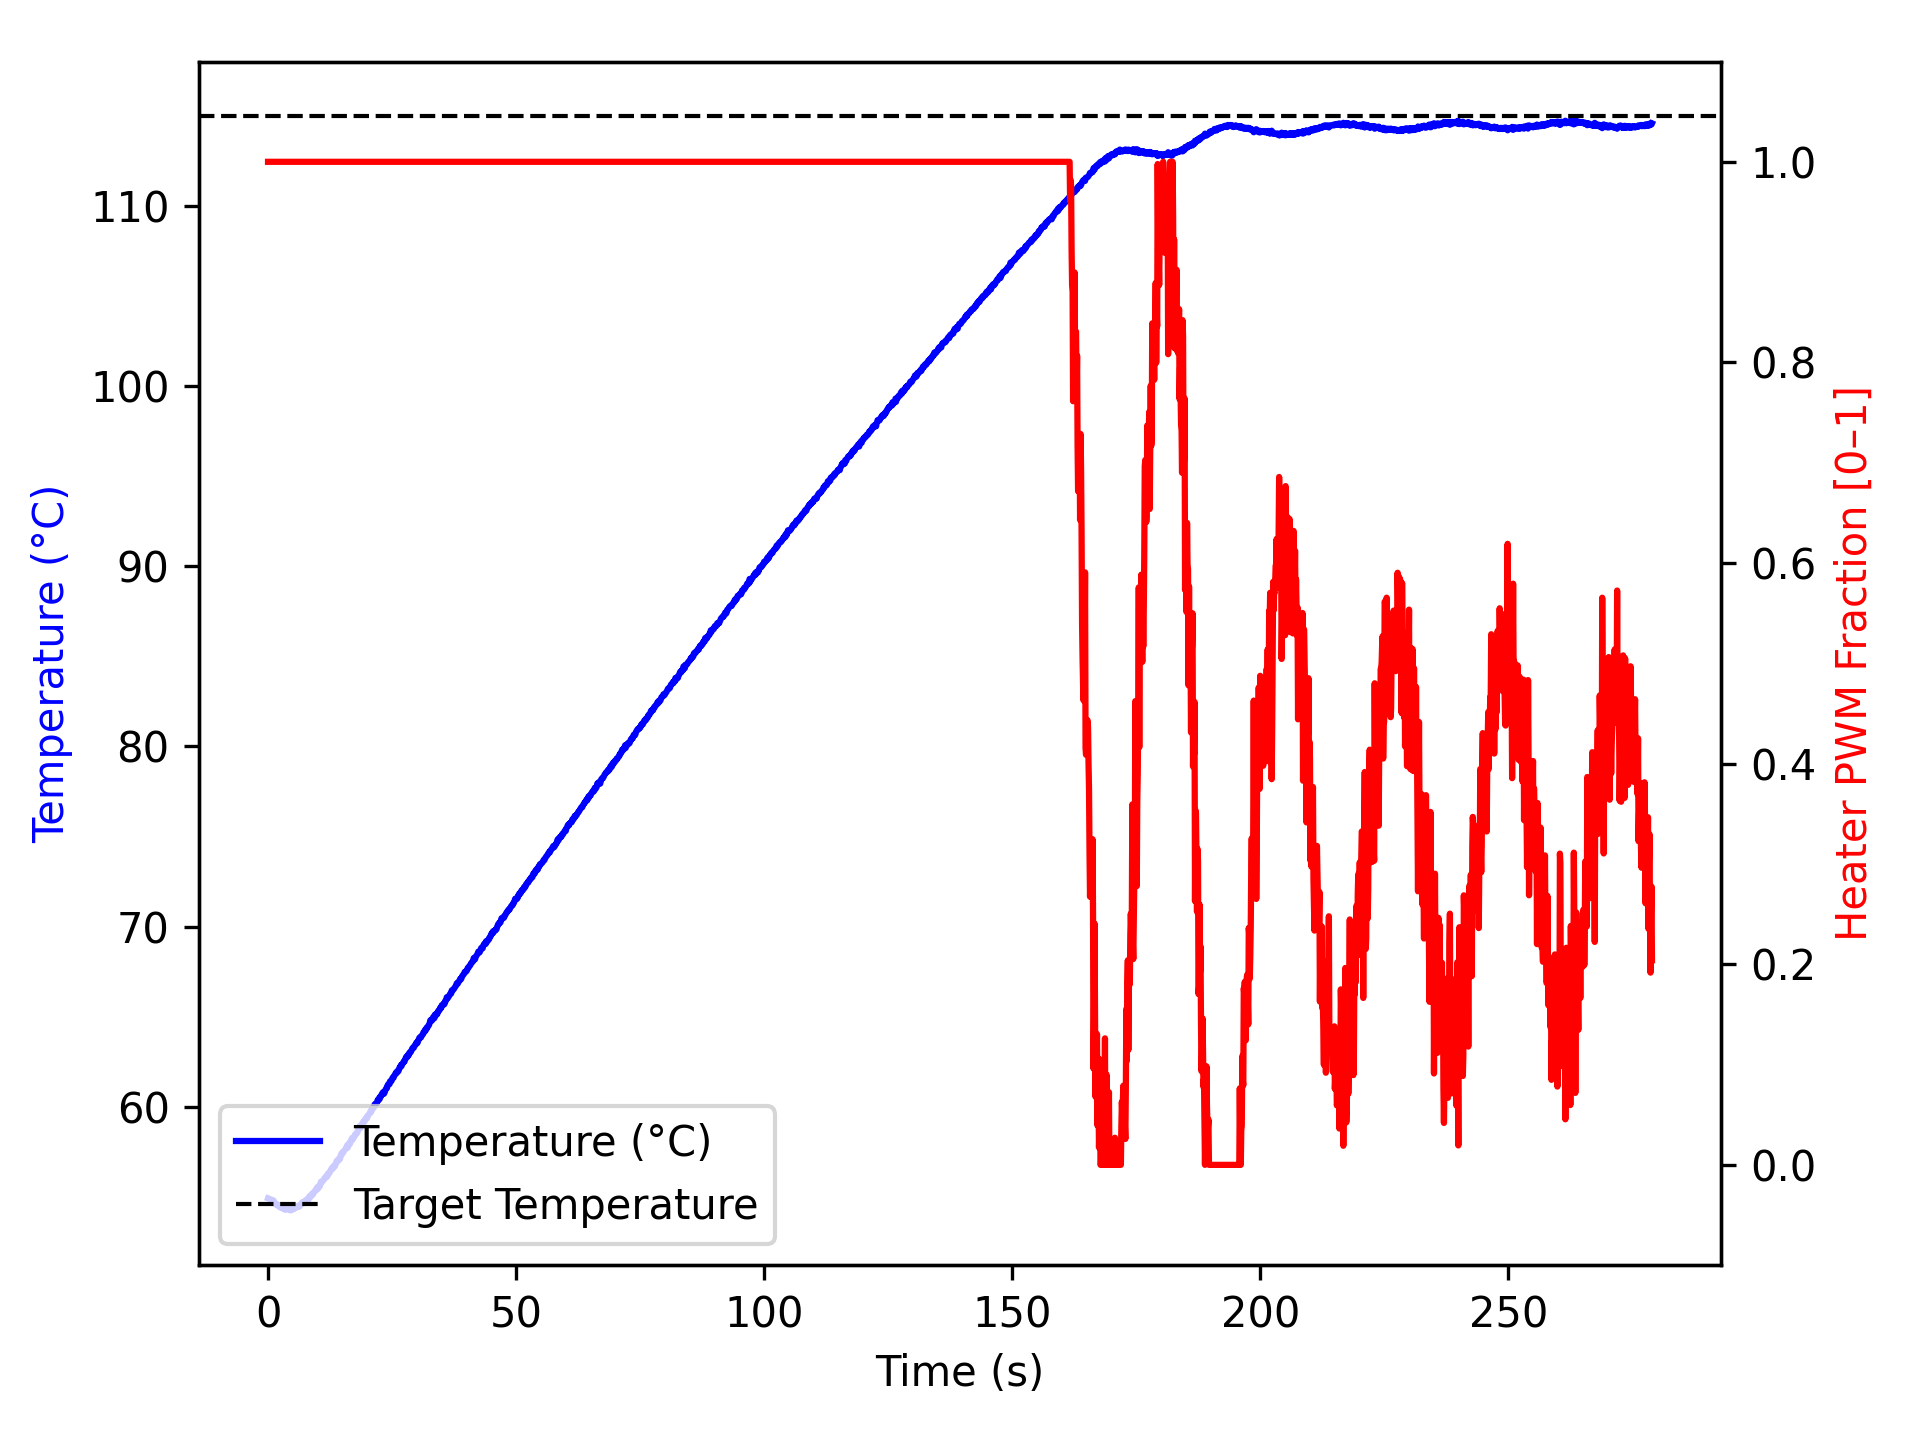 110
100
90
80
70
60
Temperature (°C)
1.0
0.8
0.6
0.4
0.2
0.0
Heater PWM Fraction [0–1]
Temperature (°C)
Target Temperature
0 50 100 150 200 250
Time (s)